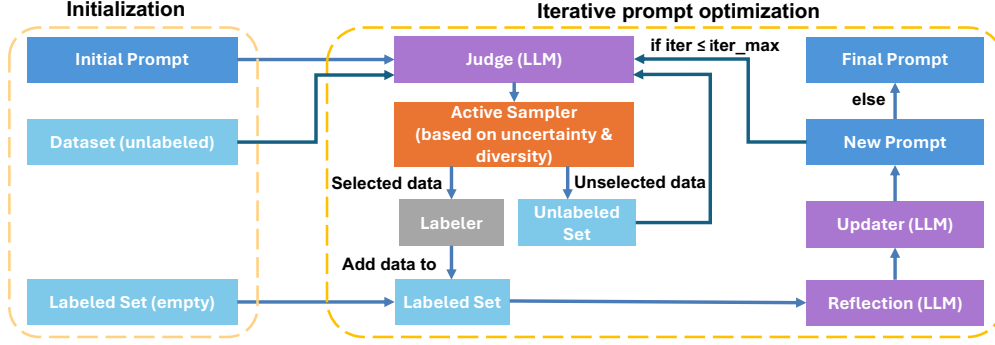 Initialization
Iterative prompt optimization
Initial Prompt
Judge (LLM)
if iter ≤ iter_max
Final Prompt
else
Active Sampler
(based on uncertainty &
diversity)
Dataset (unlabeled)
New Prompt
Selected data
Unselected data
Labeler
Unlabeled
Set
Updater (LLM)
Add data to
Labeled Set (empty)
Labeled Set
Reflection (LLM)